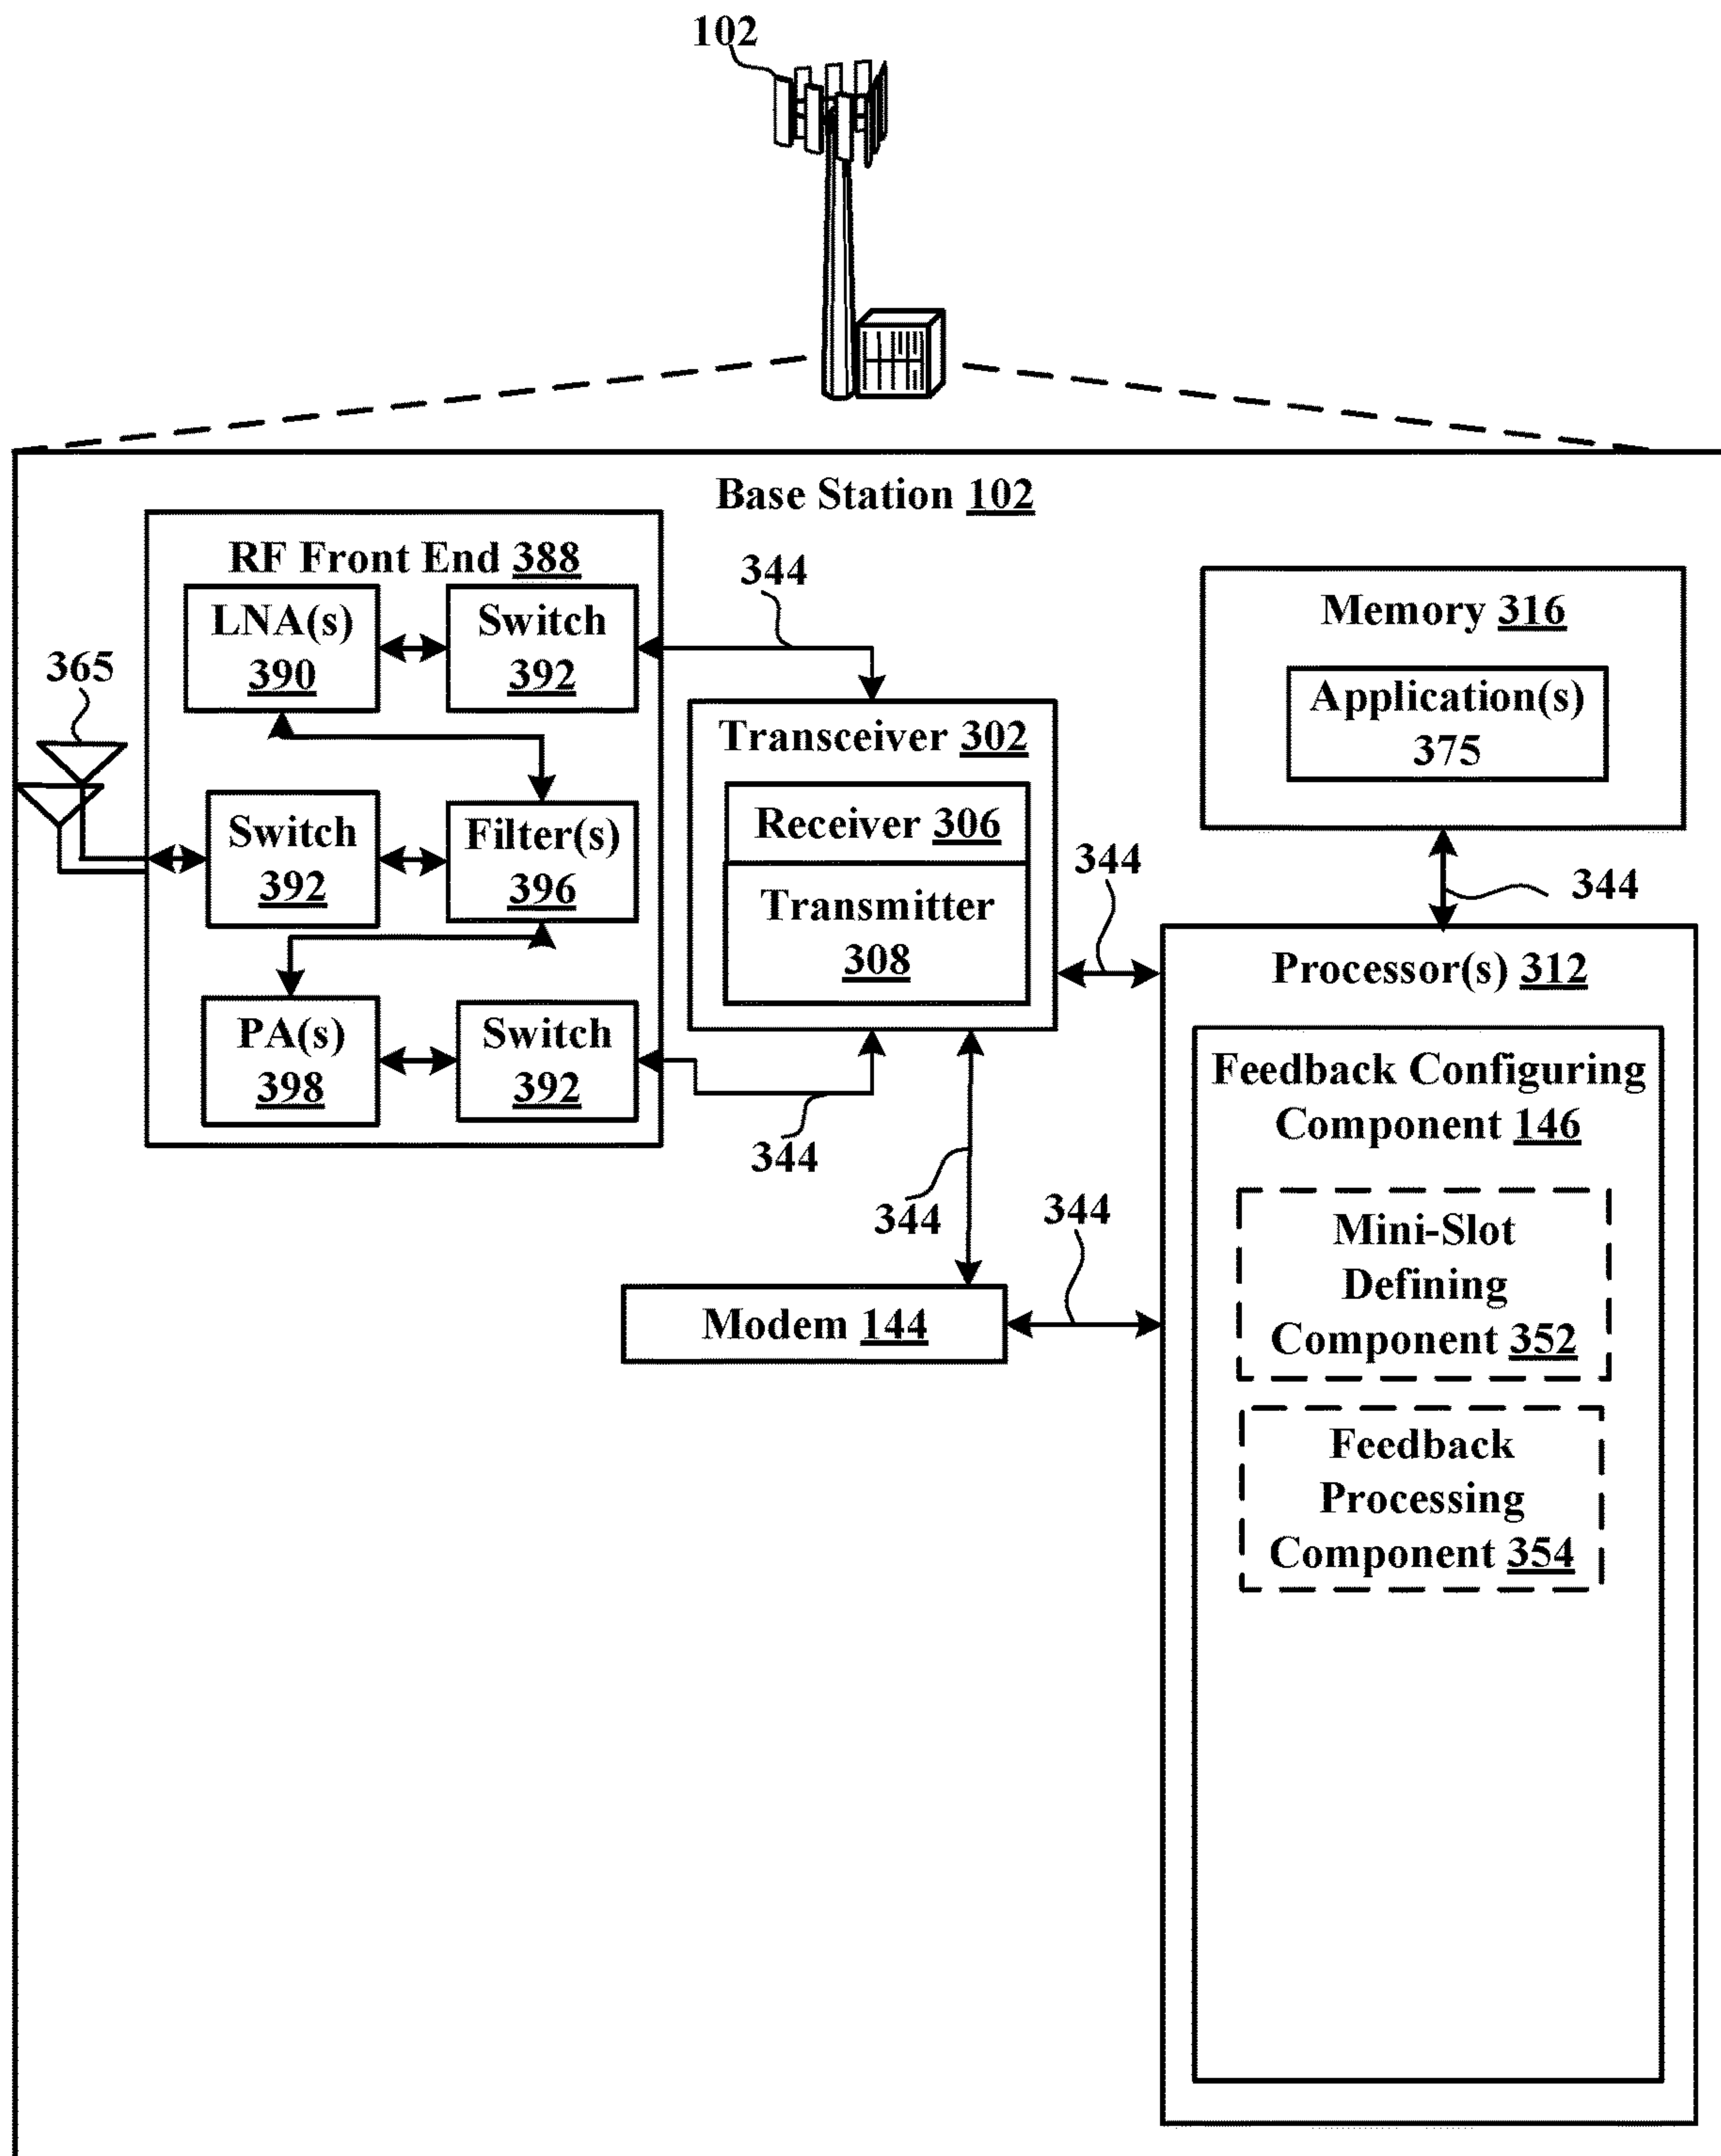 102
Base Station 102
RF Front End 388
LNA(s)
390
Switch
392
365
Switch
392
Filter(s)
396
PA(s)
398
Switch
392
344
Transceiver 302
Receiver 306
Transmitter
308
344
344
344
Modem 144
344
Memory 316
Application(s)
375
344
Processor(s) 312
Feedback Configuring
Component 146
Mini-Slot
Defining
Component 352
Feedback
Processing
Component 354